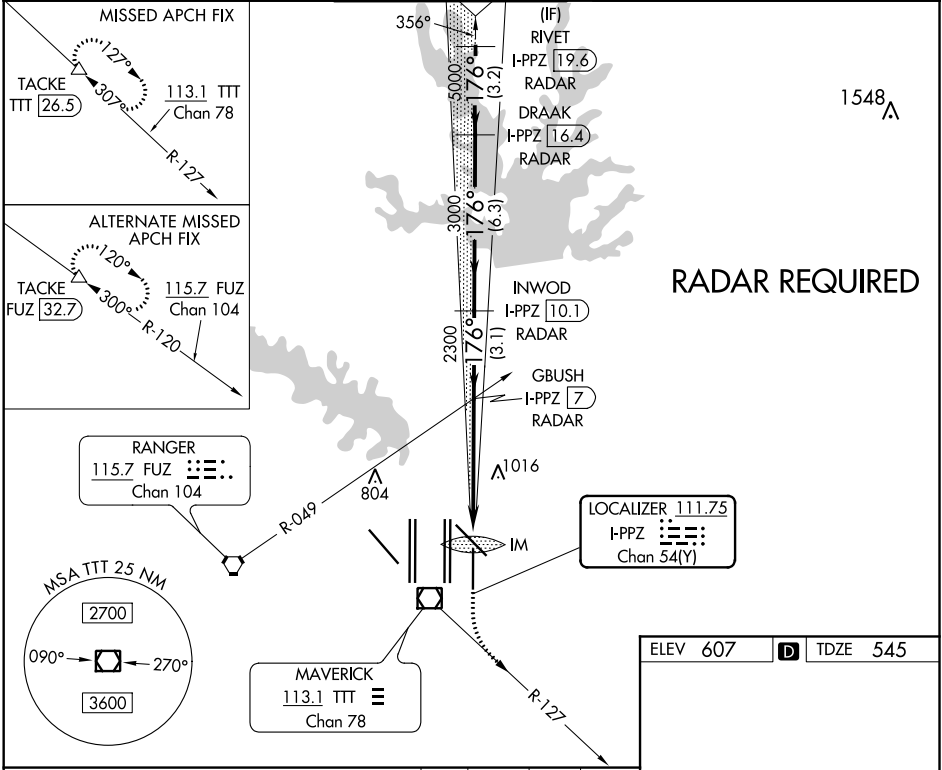 MISSED APCH FIX
127°
TACKE
TTT 26.5
307°
113.1 TTT
Chan 78
R-127
ALTERNATE MISSED
APCH FIX
120°
TACKE
FUZ 32.7
300°
115.7 FUZ
Chan 104
R-120
356°
(IF)
RIVET
I-PPZ 19.6
RADAR
5000
176°
(3.2)
DRAAK
I-PPZ 16.4
RADAR
1548
3000
176°
(6.3)
RADAR REQUIRED
INWOD
I-PPZ 10.1
RADAR
2300
176°
(3.1)
GBUSH
I-PPZ 7
RADAR
RANGER
115.7 FUZ
Chan 104
R-049
804
1016
LOCALIZER 111.75
I-PPZ
Chan 54(Y)
IM
MSA TTT 25 NM
2700
090°
270°
3600
MAVERICK
113.1 TTT
Chan 78
R-127
ELEV 607 D TDZE 545